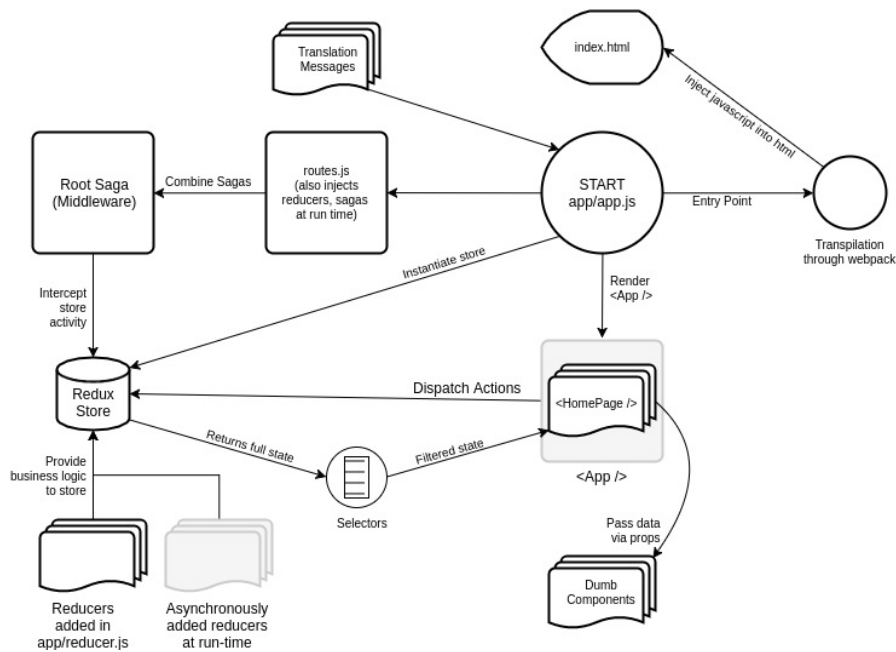 Translation
Messages
index.html
Inject javascript into html
Root Saga
(Middleware)
Combine Sagas
routes.js
(also injects
reducers, sagas
at run time)
START
app/app.js
Entry Point
Transpilation
through webpack
Instantiate store
Render
<App />
Intercept
store
activity
Redux
Store
Dispatch Actions
<HomePage />
Returns full state
Filtered state
<App />
Provide
business logic
to store
Selectors
Pass data
via props
Dumb
Components
Reducers
added in
app/reducer.js
Asynchronously
added reducers
at run-time